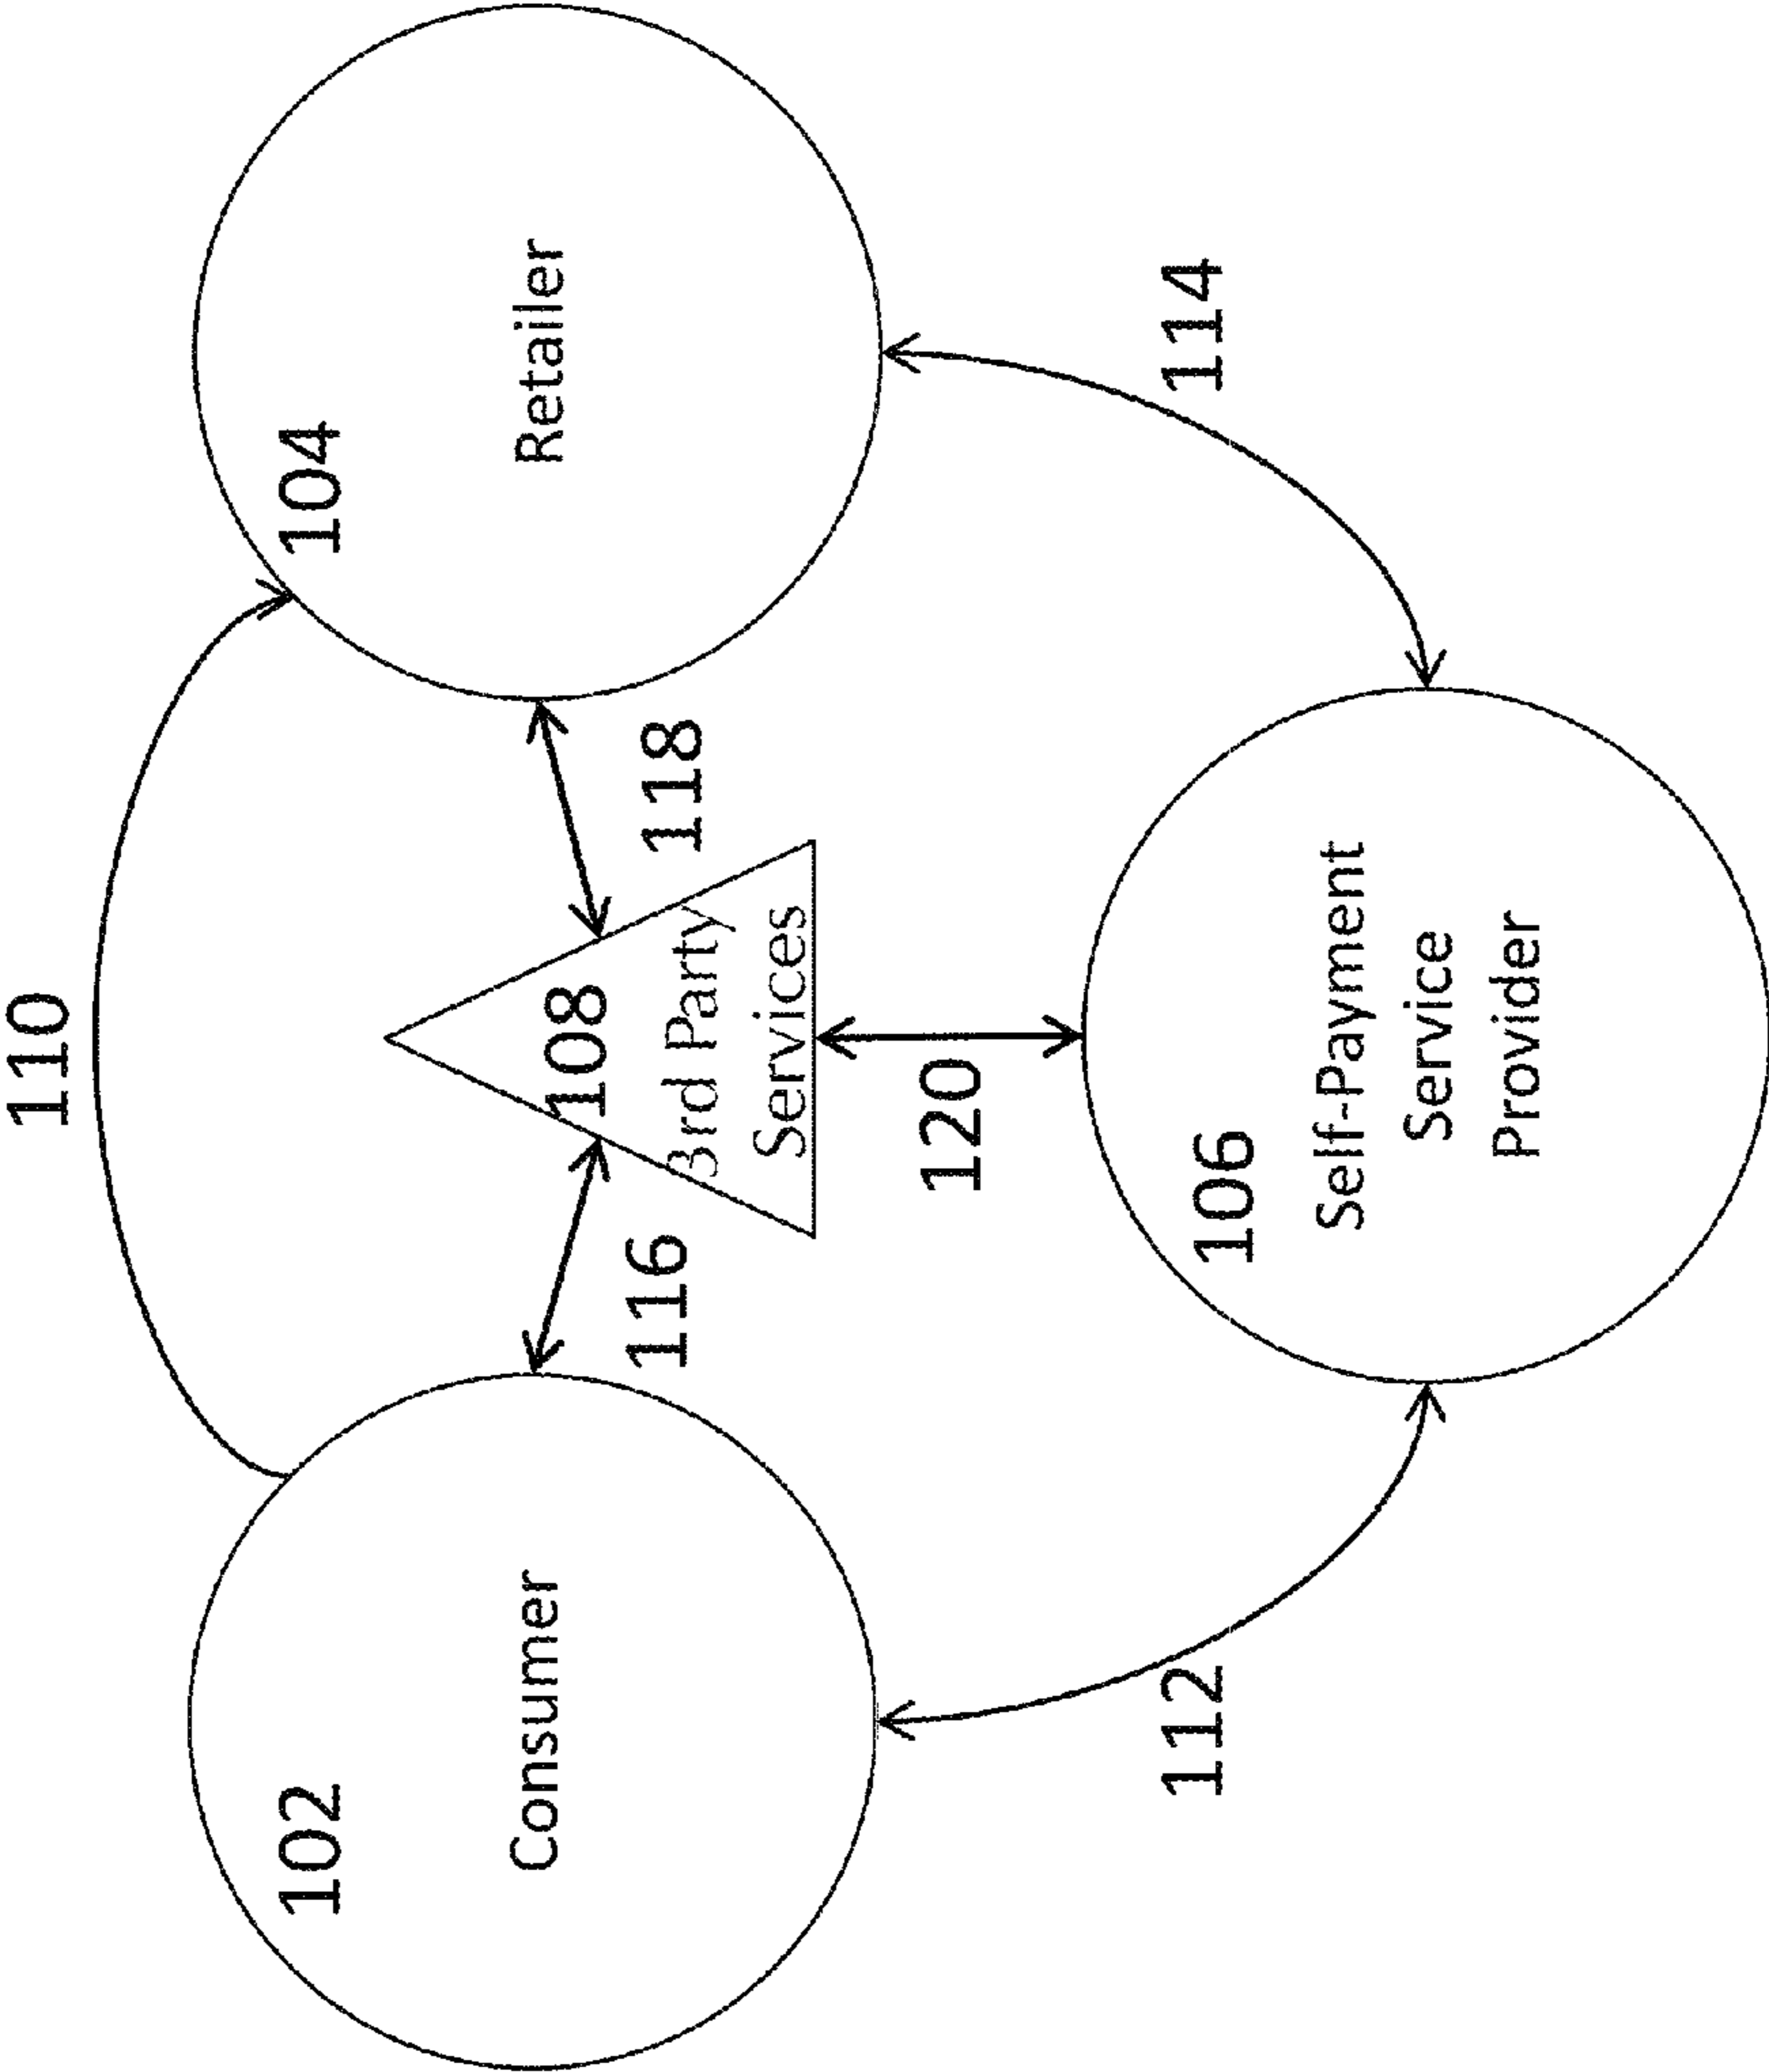 110
102
Consumer
104
Retailer
108
3rd Party
Services
116
118
120
112
114
106
Self-Payment
Service
Provider